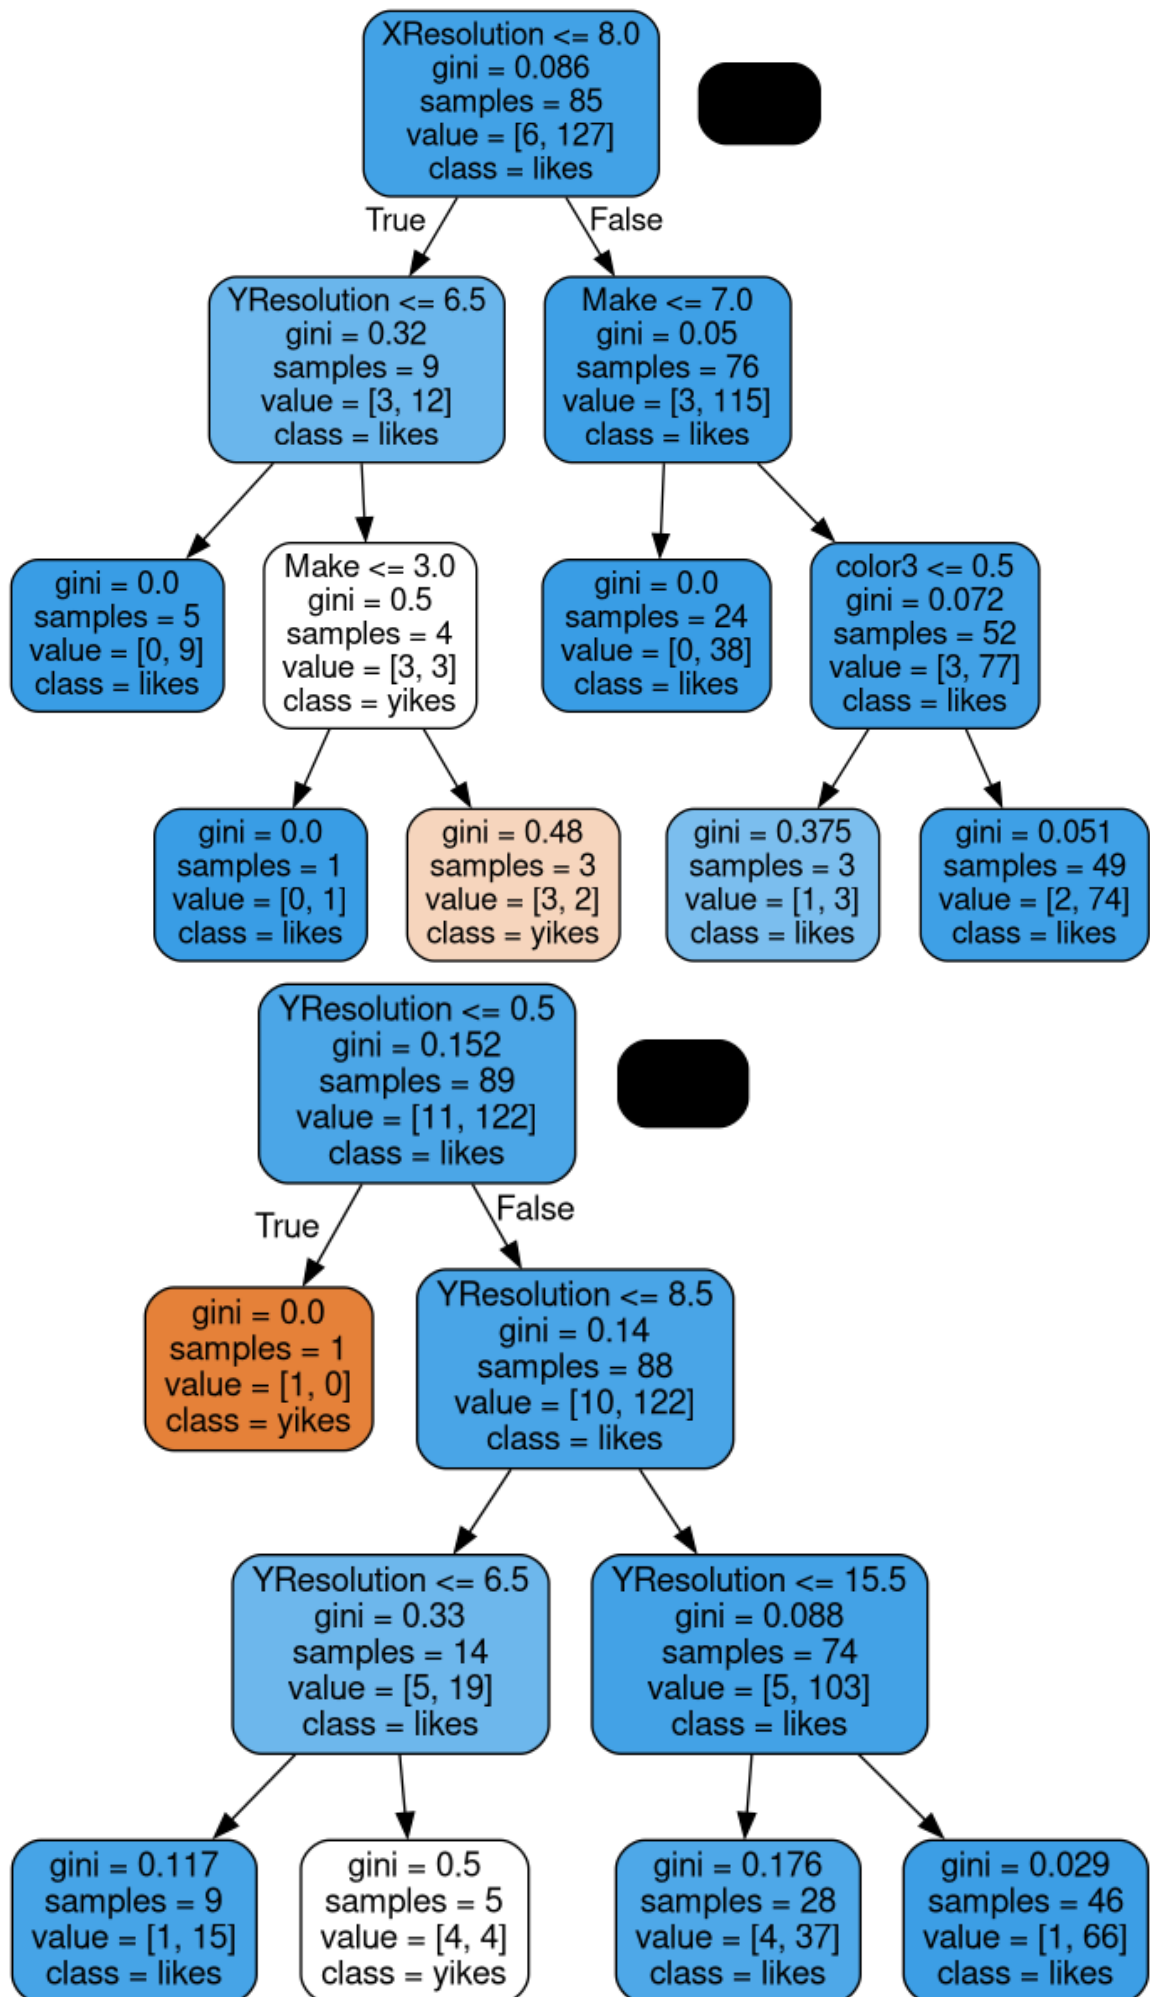 XResolution <= 8.0
gini = 0.086
samples = 85
value = [6, 127]
class = likes
True
False
YResolution <= 6.5
gini = 0.32
samples = 9
value = [3, 12]
class = likes
Make <= 7.0
gini = 0.05
samples = 76
value = [3, 115]
class = likes
gini = 0.0
samples = 5
value = [0, 9]
class = likes
Make <= 3.0
gini = 0.5
samples = 4
value = [3, 3]
class = yikes
gini = 0.0
samples = 24
value = [0, 38]
class = likes
color3 <= 0.5
gini = 0.072
samples = 52
value = [3, 77]
class = likes
gini = 0.0
samples = 1
value = [0, 1]
class = likes
gini = 0.48
samples = 3
value = [3, 2]
class = yikes
gini = 0.375
samples = 3
value = [1, 3]
class = likes
gini = 0.051
samples = 49
value = [2, 74]
class = likes
YResolution <= 0.5
gini = 0.152
samples = 89
value = [11, 122]
class = likes
True
False
gini = 0.0
samples = 1
value = [1, 0]
class = yikes
YResolution <= 8.5
gini = 0.14
samples = 88
value = [10, 122]
class = likes
YResolution <= 6.5
gini = 0.33
samples = 14
value = [5, 19]
class = likes
YResolution <= 15.5
gini = 0.088
samples = 74
value = [5, 103]
class = likes
gini = 0.117
samples = 9
value = [1, 15]
class = likes
gini = 0.5
samples = 5
value = [4, 4]
class = yikes
gini = 0.176
samples = 28
value = [4, 37]
class = likes
gini = 0.029
samples = 46
value = [1, 66]
class = likes